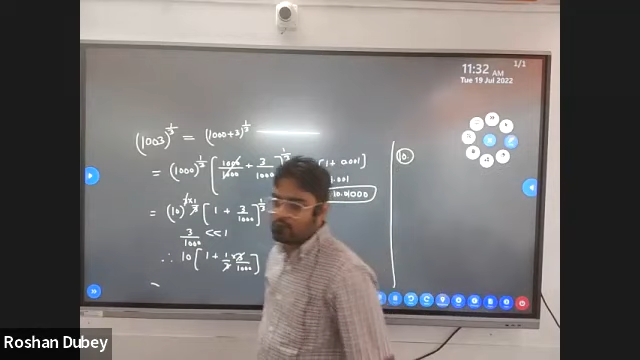 11:32 AM
Tue 19 Jul 2022
1/1
(1003)^{1/3} = (1000+3)^{1/3}
= (1000)^{1/3} [ 1000/1000 + 3/1000 ]^{1/3}
= (10)^{3×1/3} [ 1 + 3/1000 ]^{1/3}
3/1000 << 1
∴ 10 [ 1 + 1/3 × 3/1000 ]
[1 + 0.001]
.001
10.01000
10.
Roshan Dubey